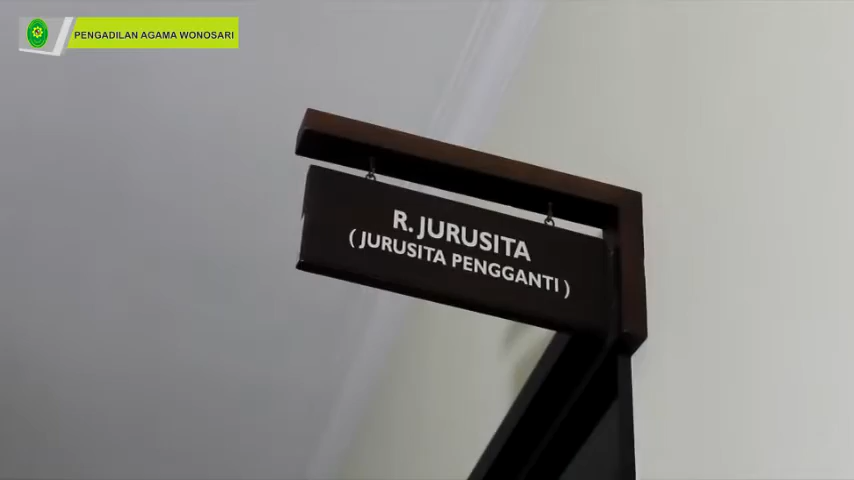 PENGADILAN AGAMA WONOSARI
R. JURUSITA
( JURUSITA PENGGANTI )